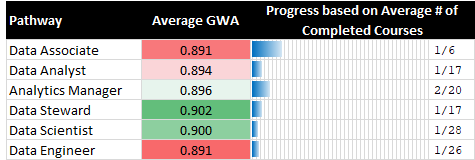 Pathway Average GWA Progress based on Average # of
Completed Courses
Data Associate 0.891 1/6
Data Analyst 0.894 1/17
Analytics Manager 0.896 2/20
Data Steward 0.902 1/17
Data Scientist 0.900 1/28
Data Engineer 0.891 1/26